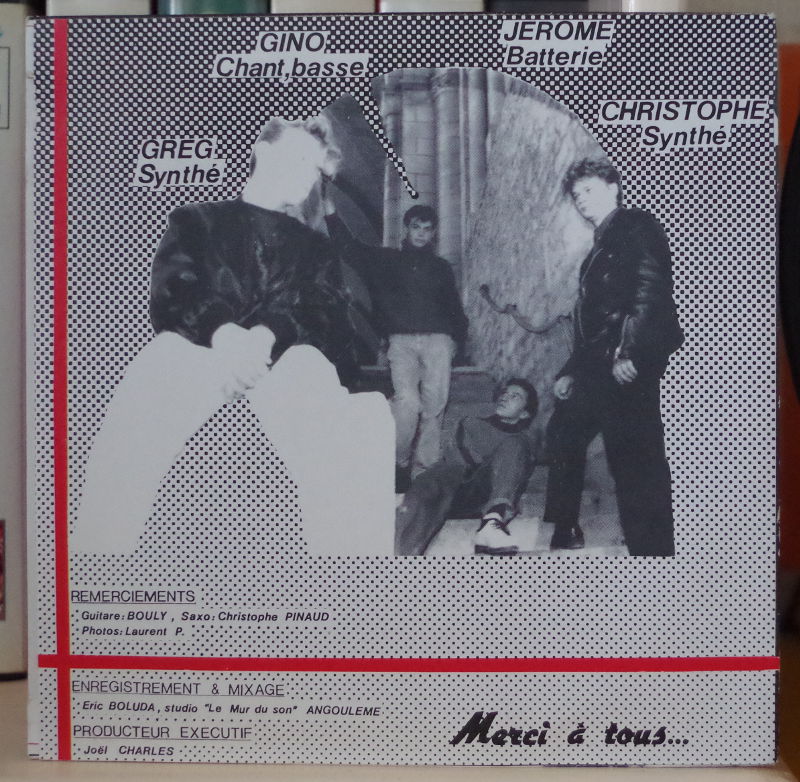 GINO
Chant, basse
JEROME
Batterie
CHRISTOPHE
Synthé
GREG
Synthé
REMERCIEMENTS
Guitare: BOULY , Saxo: Christophe PINAUD
Photos: Laurent P.
ENREGISTREMENT & MIXAGE
Eric BOLUDA, studio "Le Mur du son" ANGOULEME
PRODUCTEUR EXECUTIF
Joël CHARLES
Merci à tous...